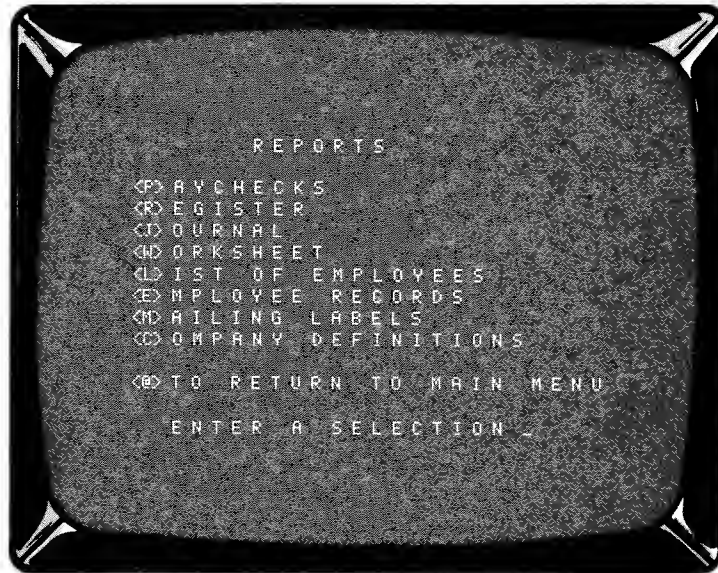 REPORTS
<P>AYCHECKS
<R>EGISTER
<J>OURNAL
<W>ORKSHEET
<L>IST OF EMPLOYEES
<E>MPLOYEE RECORDS
<M>AILING LABELS
<C>OMPANY DEFINITIONS
<@>TO RETURN TO MAIN MENU
ENTER A SELECTION _